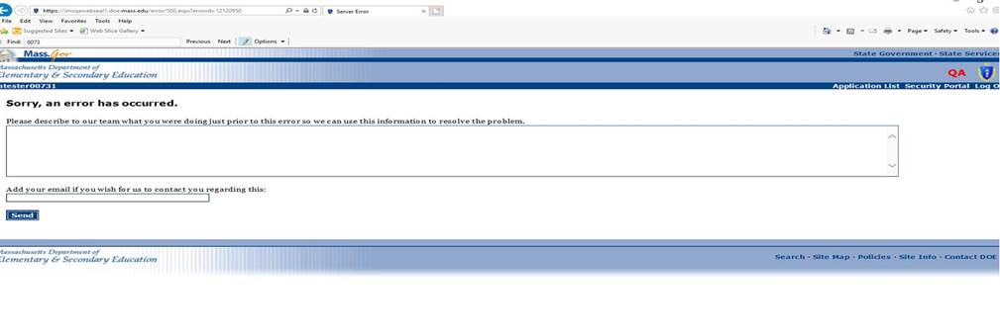 https://imsqawebseal1.doe.mass.edu/error/500.aspx?errorid=12120950 Server Error
File Edit View Favorites Tools Help
Suggested Sites Web Slice Gallery Page Safety Tools
Find: 0073 Previous Next Options
Mass.Gov State Government · State Services
Massachusetts Department of
Elementary & Secondary Education QA
atester00731 Application List Security Portal Log O
Sorry, an error has occurred.
Please describe to our team what you were doing just prior to this error so we can use this information to resolve the problem.
Add your email if you wish for us to contact you regarding this:
Send
Massachusetts Department of
Elementary & Secondary Education Search · Site Map · Policies · Site Info · Contact DOE